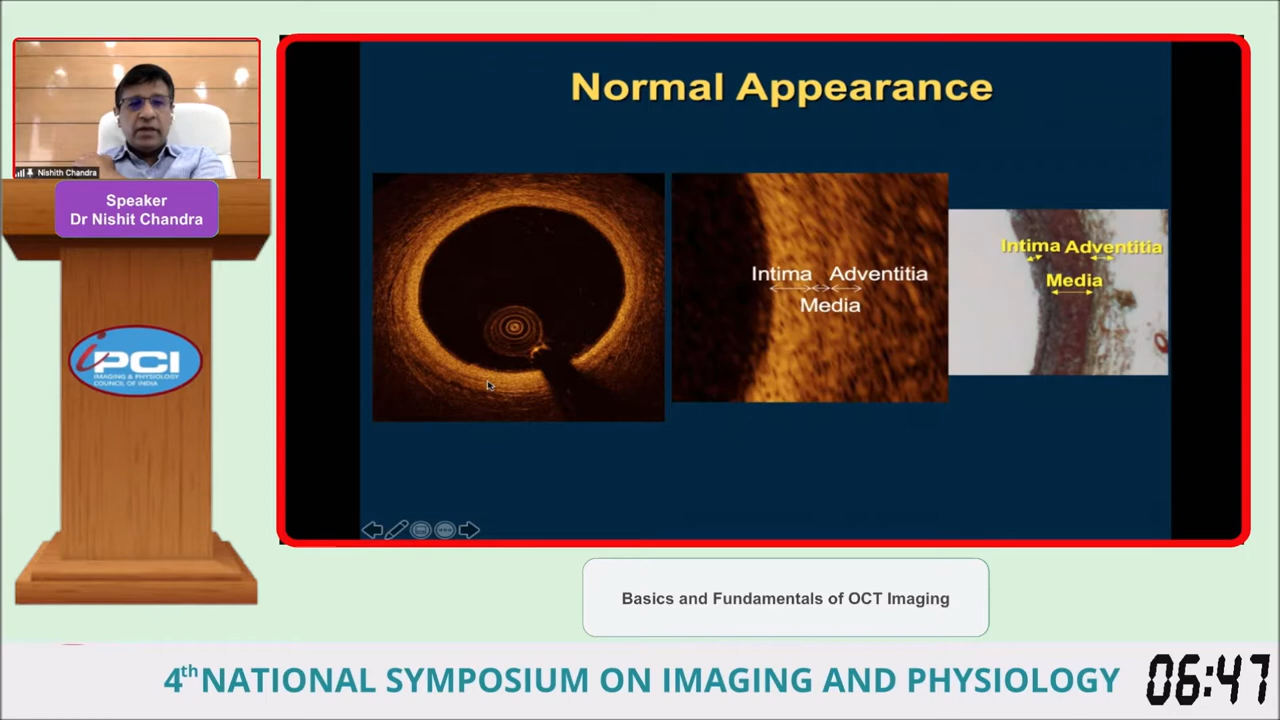 Normal Appearance
Nishith Chandra
Speaker
Dr Nishit Chandra
Intima Adventitia
Media
Intima Adventitia
Media
iPCI
IMAGING & PHYSIOLOGY
COUNCIL OF INDIA
Basics and Fundamentals of OCT Imaging
4th NATIONAL SYMPOSIUM ON IMAGING AND PHYSIOLOGY
06:47